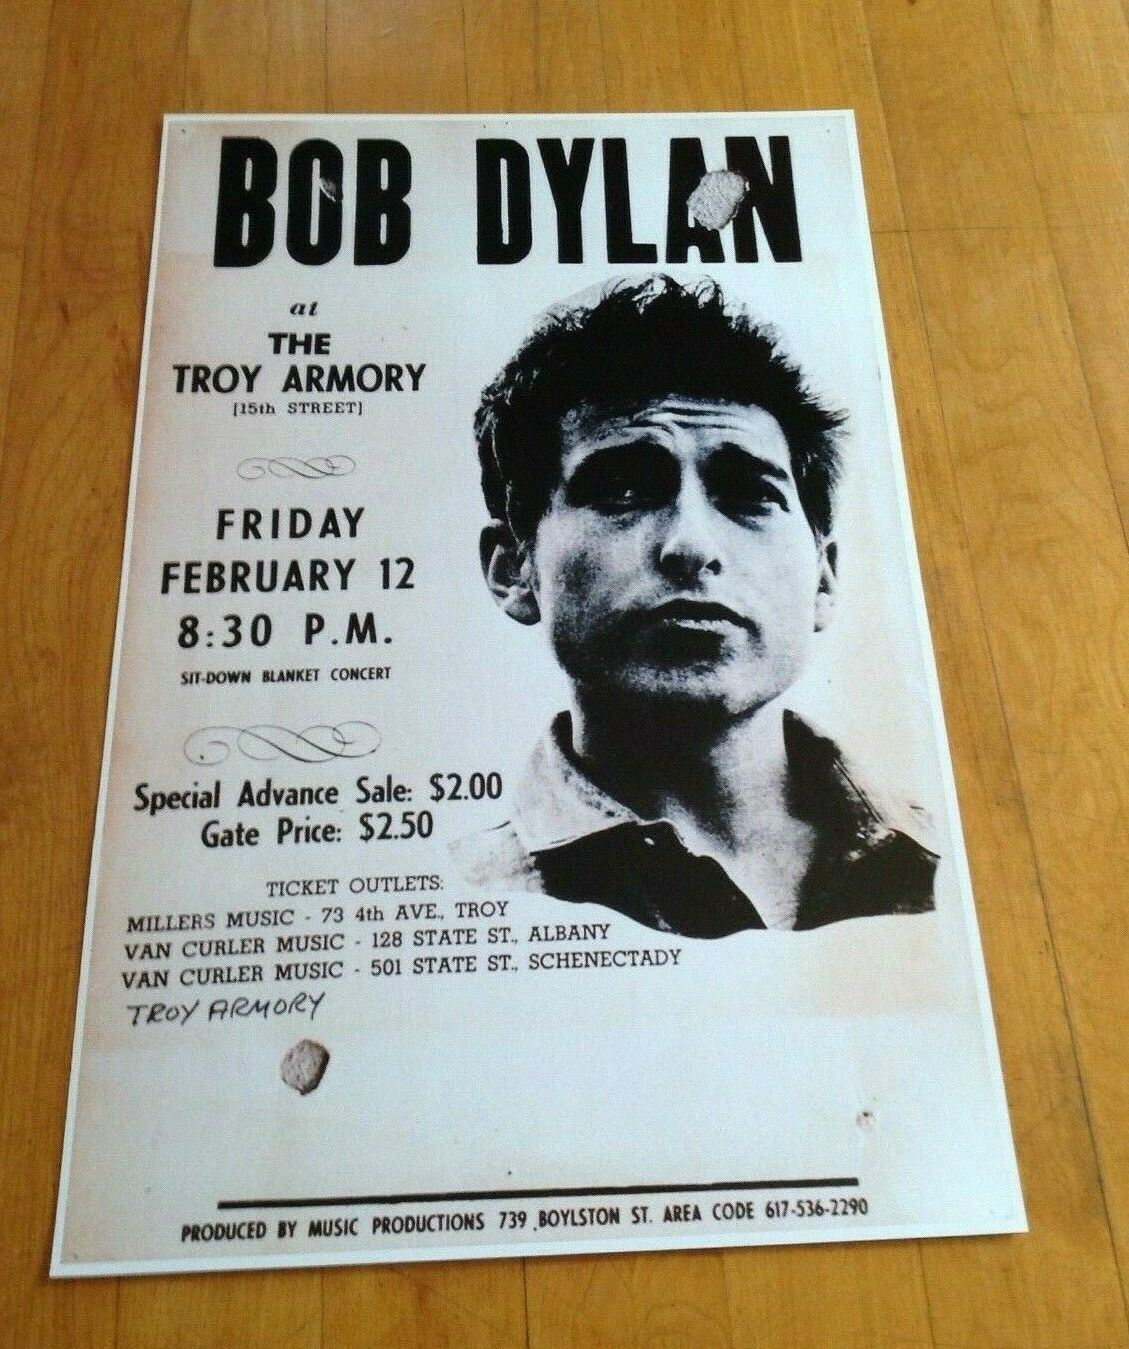 BOB DYLAN
at
THE
TROY ARMORY
[15th STREET]
FRIDAY
FEBRUARY 12
8:30 P.M.
SIT-DOWN BLANKET CONCERT
Special Advance Sale: $2.00
Gate Price: $2.50
TICKET OUTLETS:
MILLERS MUSIC - 73 4th AVE., TROY
VAN CURLER MUSIC - 128 STATE ST., ALBANY
VAN CURLER MUSIC - 501 STATE ST., SCHENECTADY
TROY ARMORY
PRODUCED BY MUSIC PRODUCTIONS 739 BOYLSTON ST. AREA CODE 617-536-2290